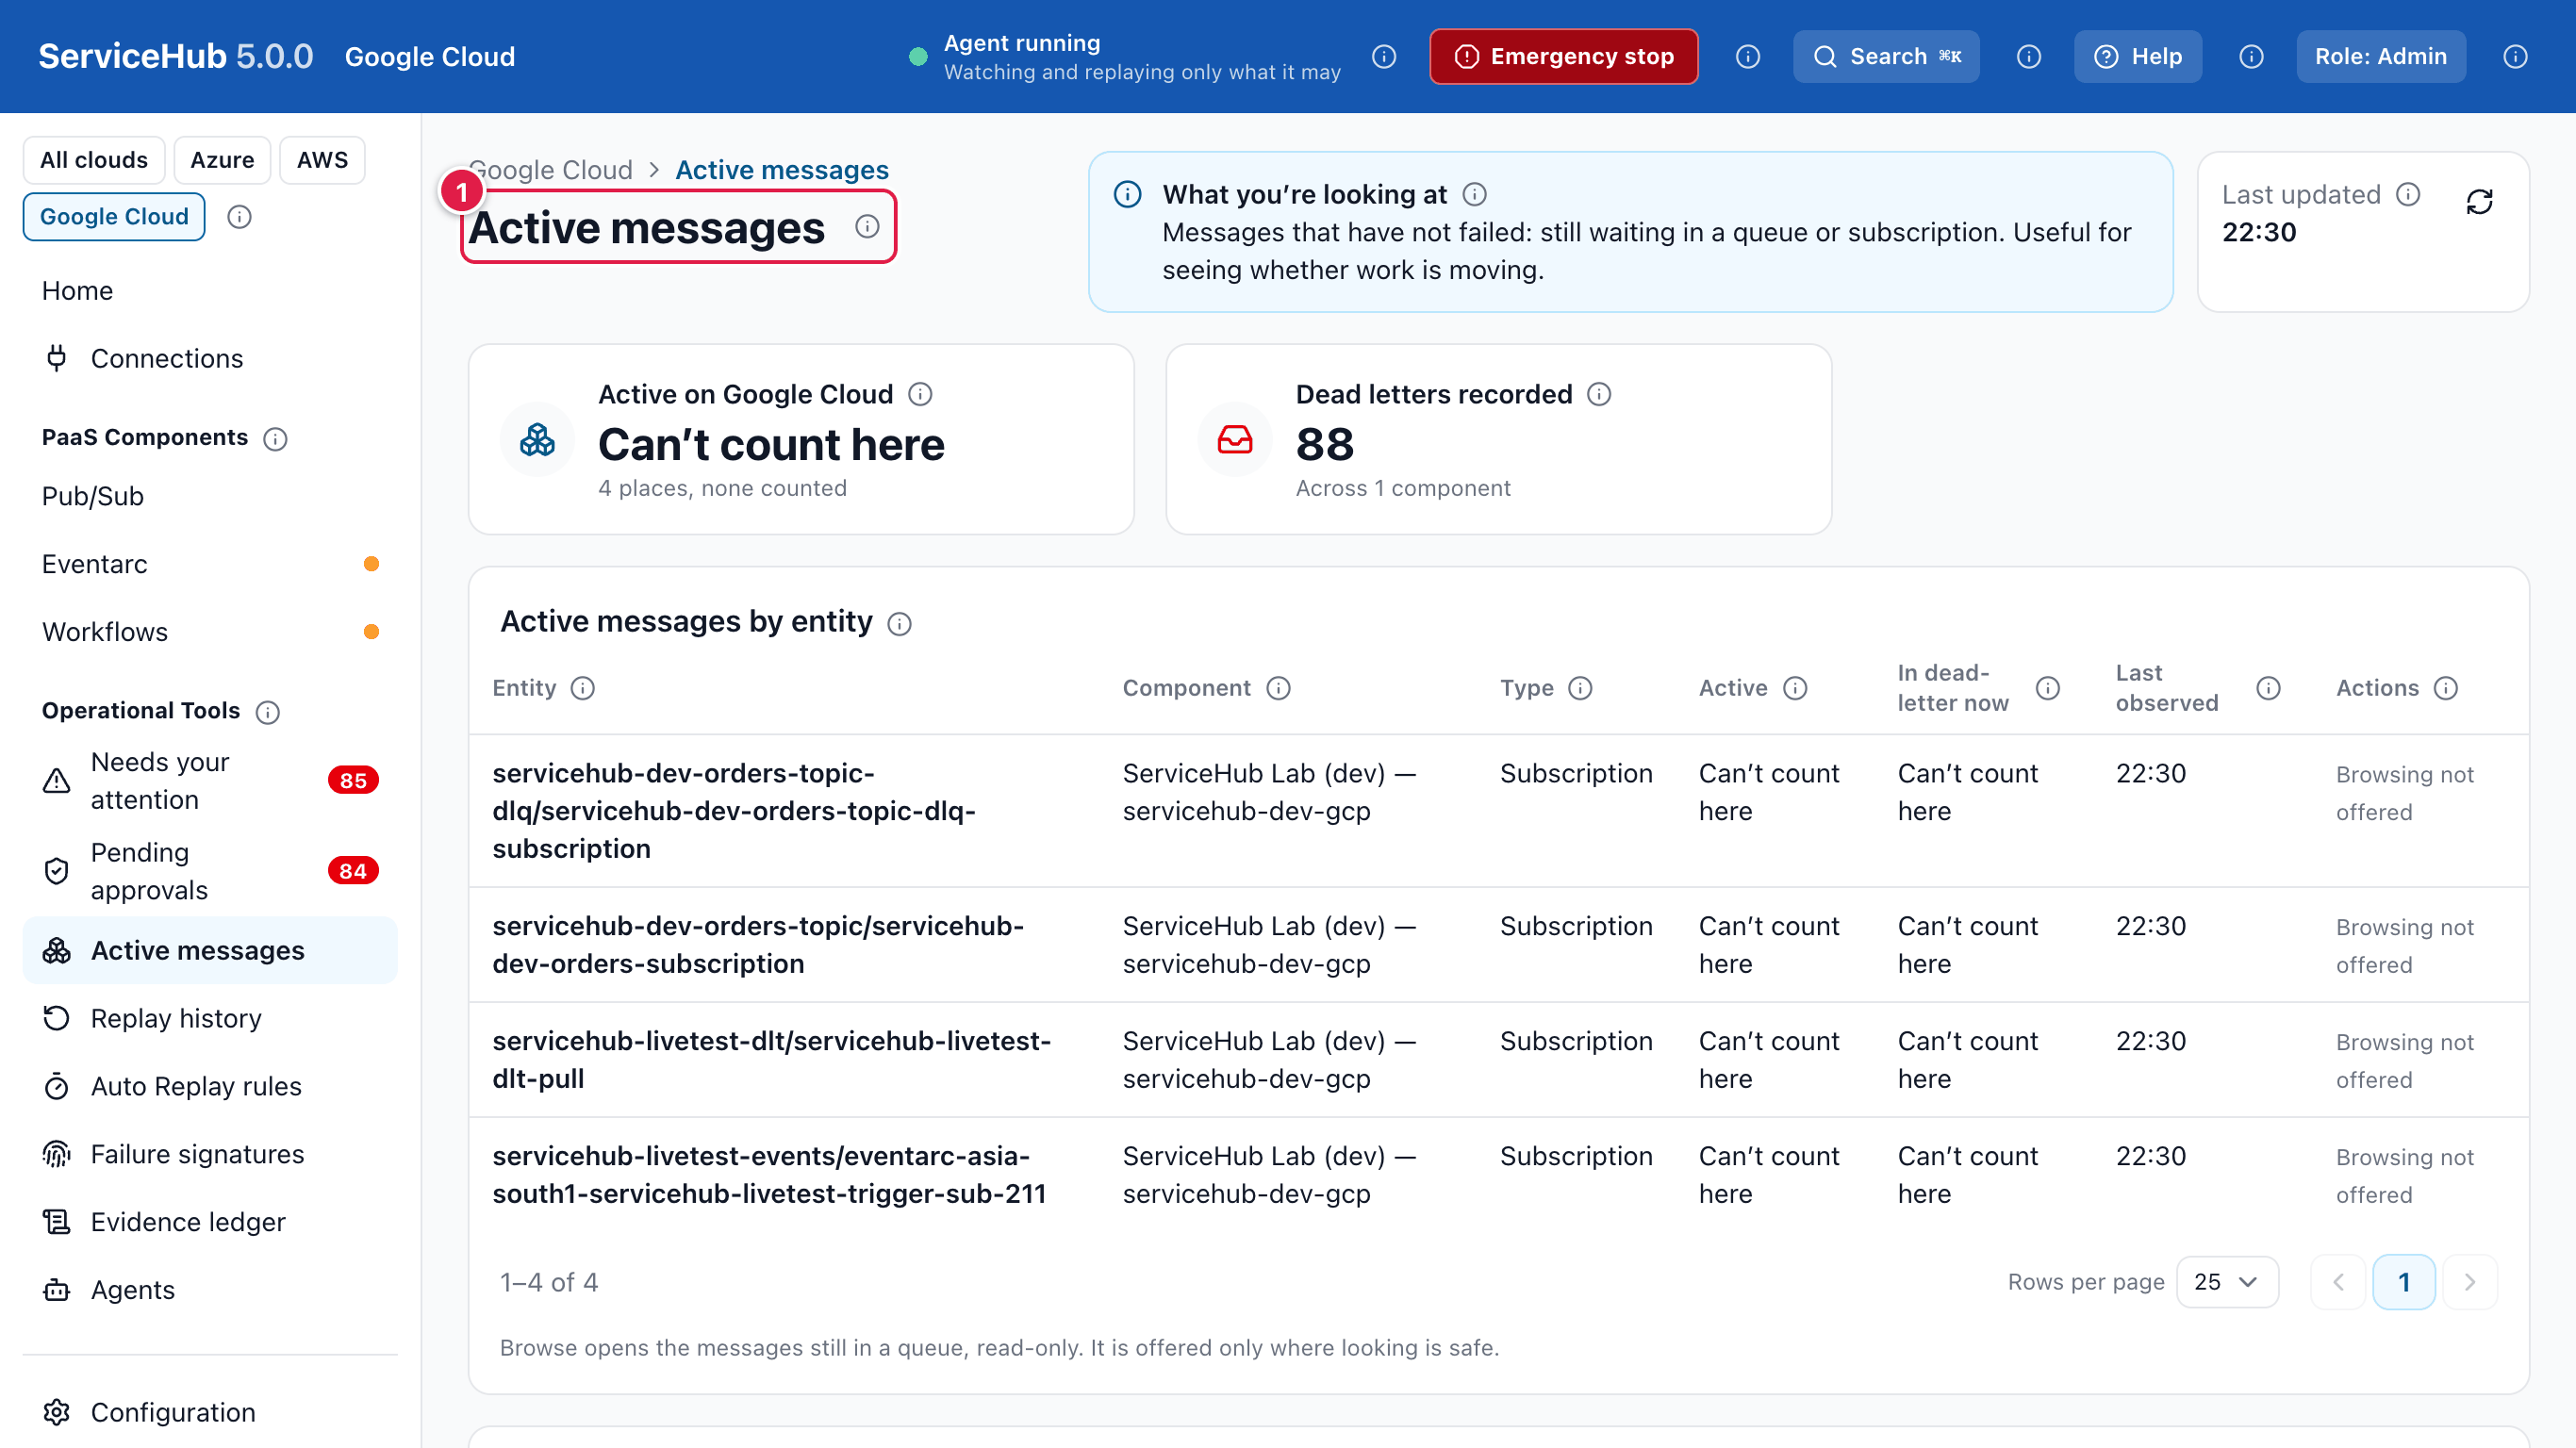 ServiceHub 5.0.0 Google Cloud
Agent running
Watching and replaying only what it may
Emergency stop
Search ⌘K
Help
Role: Admin
All clouds
Azure
AWS
Google Cloud
Home
Connections
PaaS Components
Pub/Sub
Eventarc
Workflows
Operational Tools
Needs your
attention
85
Pending
approvals
84
Active messages
Replay history
Auto Replay rules
Failure signatures
Evidence ledger
Agents
Configuration
Google Cloud > Active messages
1
Active messages
What you’re looking at
Messages that have not failed: still waiting in a queue or subscription. Useful for
seeing whether work is moving.
Last updated
22:30
Active on Google Cloud
Can’t count here
4 places, none counted
Dead letters recorded
88
Across 1 component
Active messages by entity
Entity Component Type Active In dead-
letter now Last
observed Actions
servicehub-dev-orders-topic-
dlq/servicehub-dev-orders-topic-dlq-
subscription
ServiceHub Lab (dev) —
servicehub-dev-gcp
Subscription
Can’t count
here
Can’t count
here
22:30
Browsing not
offered
servicehub-dev-orders-topic/servicehub-
dev-orders-subscription
ServiceHub Lab (dev) —
servicehub-dev-gcp
Subscription
Can’t count
here
Can’t count
here
22:30
Browsing not
offered
servicehub-livetest-dlt/servicehub-livetest-
dlt-pull
ServiceHub Lab (dev) —
servicehub-dev-gcp
Subscription
Can’t count
here
Can’t count
here
22:30
Browsing not
offered
servicehub-livetest-events/eventarc-asia-
south1-servicehub-livetest-trigger-sub-211
ServiceHub Lab (dev) —
servicehub-dev-gcp
Subscription
Can’t count
here
Can’t count
here
22:30
Browsing not
offered
1–4 of 4
Rows per page 25
1
Browse opens the messages still in a queue, read-only. It is offered only where looking is safe.